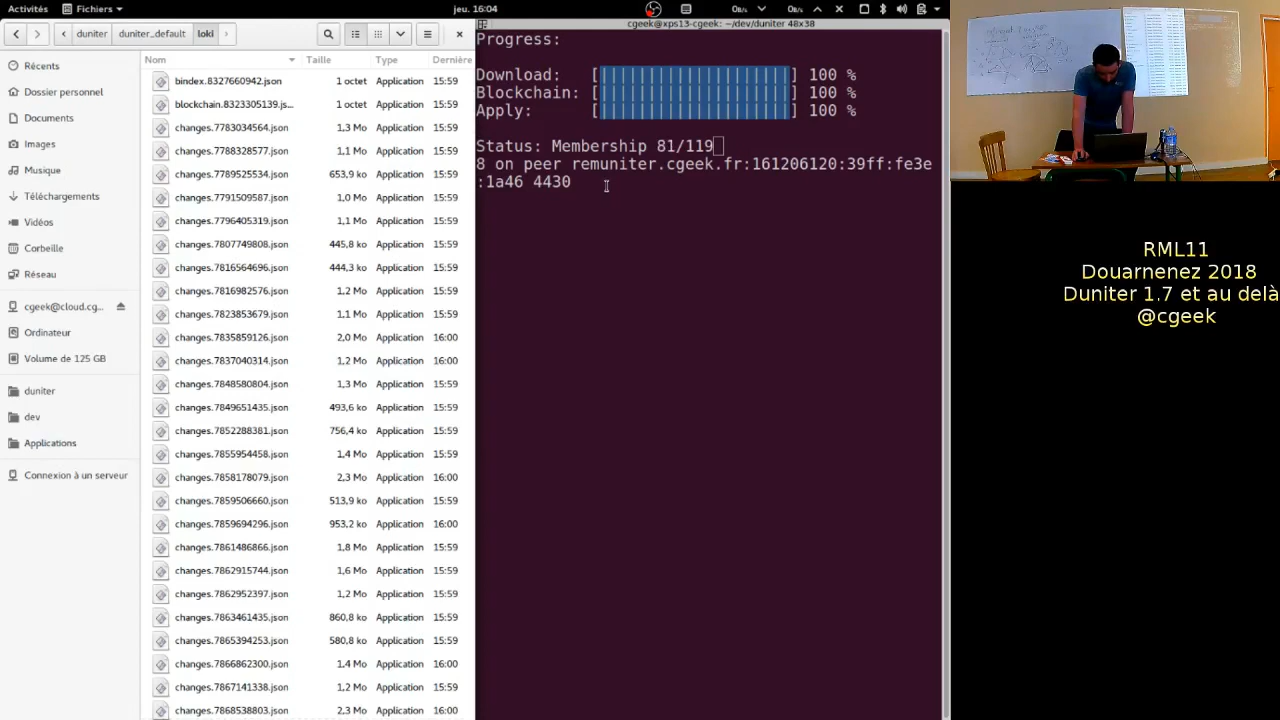 Activités
Fichiers
jeu. 16:04
0б/s
0б/s
duniter
duniter_default
loki
cgeek@xps13-cgeek: ~/dev/duniter 48x38
Récents
Dossier personnel
Documents
Images
Musique
Téléchargements
Vidéos
Corbeille
Réseau
cgeek@cloud.cg...
Ordinateur
Volume de 125 GB
duniter
dev
Applications
Connexion à un serveur
Nom Taille Type Dernière
bindex.8327660942.json 1 octet Application 15:59
blockchain.8323305139.js... 1 octet Application 15:59
changes.7783034564.json 1,3 Mo Application 15:59
changes.7788328577.json 1,1 Mo Application 15:59
changes.7789525534.json 653,9 ko Application 15:59
changes.7791509587.json 1,0 Mo Application 15:59
changes.7796405319.json 1,1 Mo Application 15:59
changes.7807749808.json 445,8 ko Application 15:59
changes.7816564696.json 444,3 ko Application 15:59
changes.7816982576.json 1,2 Mo Application 15:59
changes.7823853679.json 1,1 Mo Application 15:59
changes.7835859126.json 2,0 Mo Application 16:00
changes.7837040314.json 1,2 Mo Application 16:00
changes.7848580804.json 1,3 Mo Application 15:59
changes.7849651435.json 493,6 ko Application 15:59
changes.7852288381.json 756,4 ko Application 15:59
changes.7855954458.json 1,4 Mo Application 15:59
changes.7858178079.json 2,3 Mo Application 16:00
changes.7859506660.json 513,9 ko Application 15:59
changes.7859694296.json 953,2 ko Application 16:00
changes.7861486866.json 1,8 Mo Application 15:59
changes.7862915744.json 1,6 Mo Application 15:59
changes.7862952397.json 1,2 Mo Application 15:59
changes.7863461435.json 860,8 ko Application 15:59
changes.7865394253.json 580,8 ko Application 15:59
changes.7866862300.json 1,4 Mo Application 16:00
changes.7867141338.json 1,2 Mo Application 15:59
changes.7868538803.json 2,3 Mo Application 16:00
Progress:
Download: [||||||||||||||||||||] 100 %
Blockchain: [||||||||||||||||||||] 100 %
Apply: [||||||||||||||||||||] 100 %
Status: Membership 81/119
8 on peer remuniter.cgeek.fr:161206120:39ff:fe3e
:1a46 4430
RML11
Douarnenez 2018
Duniter 1.7 et au delà
@cgeek